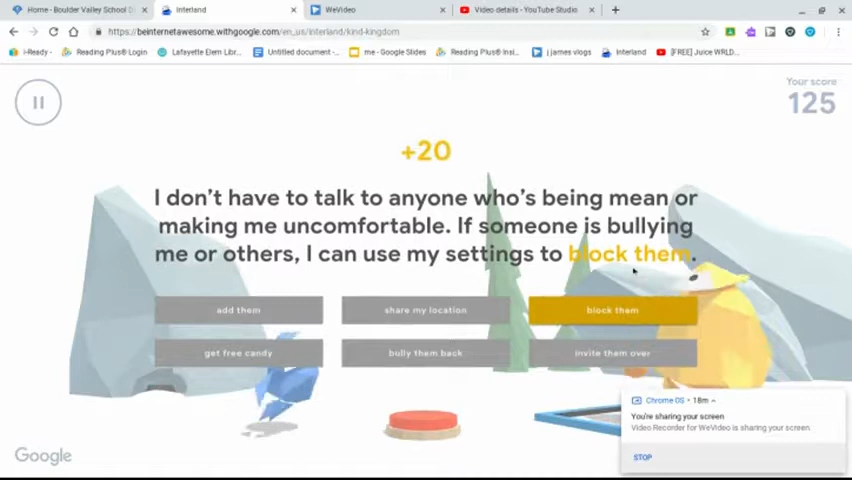 Home - Boulder Valley School D
Interland
WeVideo
Video details - YouTube Studio
https://beinternetawesome.withgoogle.com/en_us/interland/kind-kingdom
i-Ready -
Reading Plus® Login
Lafayette Elem Libr...
Untitled document -...
me - Google Slides
Reading Plus® Insi...
j james vlogs
Interland
[FREE] Juice WRLD...
Your score
125
+20
I don't have to talk to anyone who's being mean or
making me uncomfortable. If someone is bullying
me or others, I can use my settings to block them.
add them
share my location
block them
get free candy
bully them back
invite them over
Chrome OS • 18m
You're sharing your screen
Video Recorder for WeVideo is sharing your screen.
STOP
Google